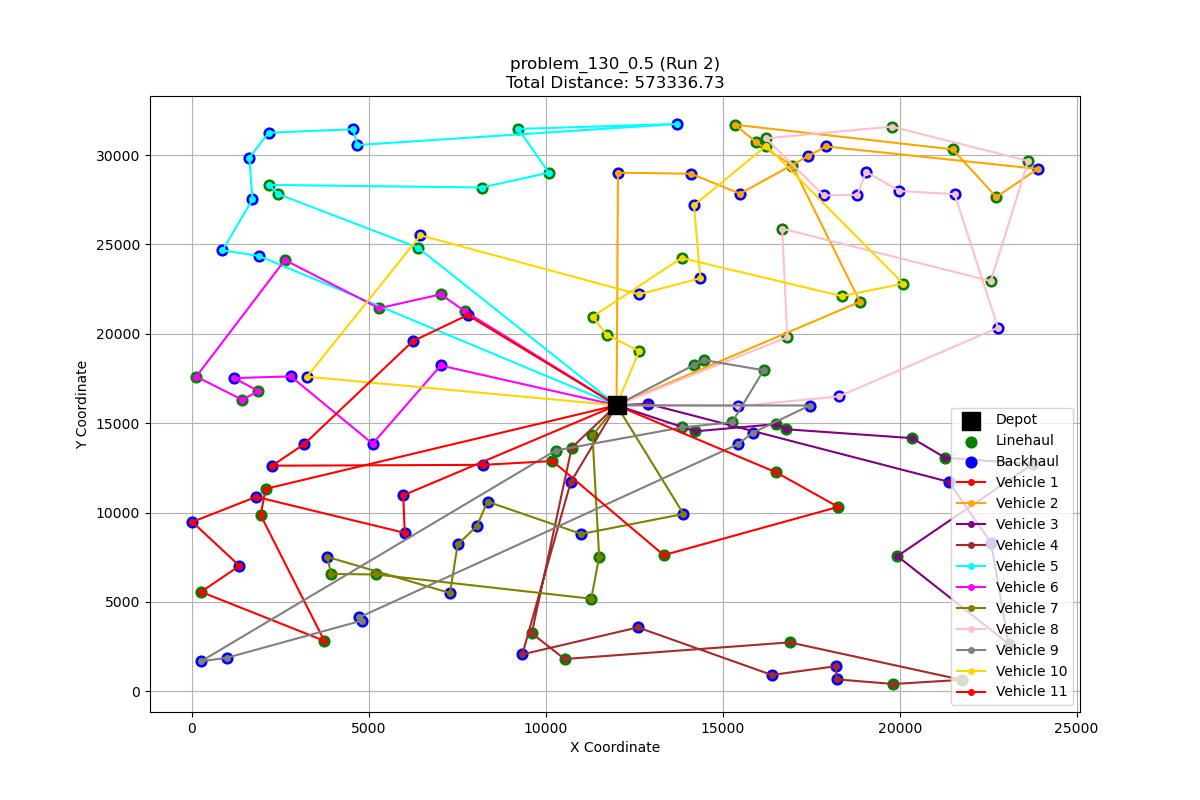 problem_130_0.5 (Run 2)
Total Distance: 573336.73
Y Coordinate
30000
25000
20000
15000
10000
5000
0
0
5000
10000
15000
20000
25000
X Coordinate
Depot
Linehaul
Backhaul
Vehicle 1
Vehicle 2
Vehicle 3
Vehicle 4
Vehicle 5
Vehicle 6
Vehicle 7
Vehicle 8
Vehicle 9
Vehicle 10
Vehicle 11